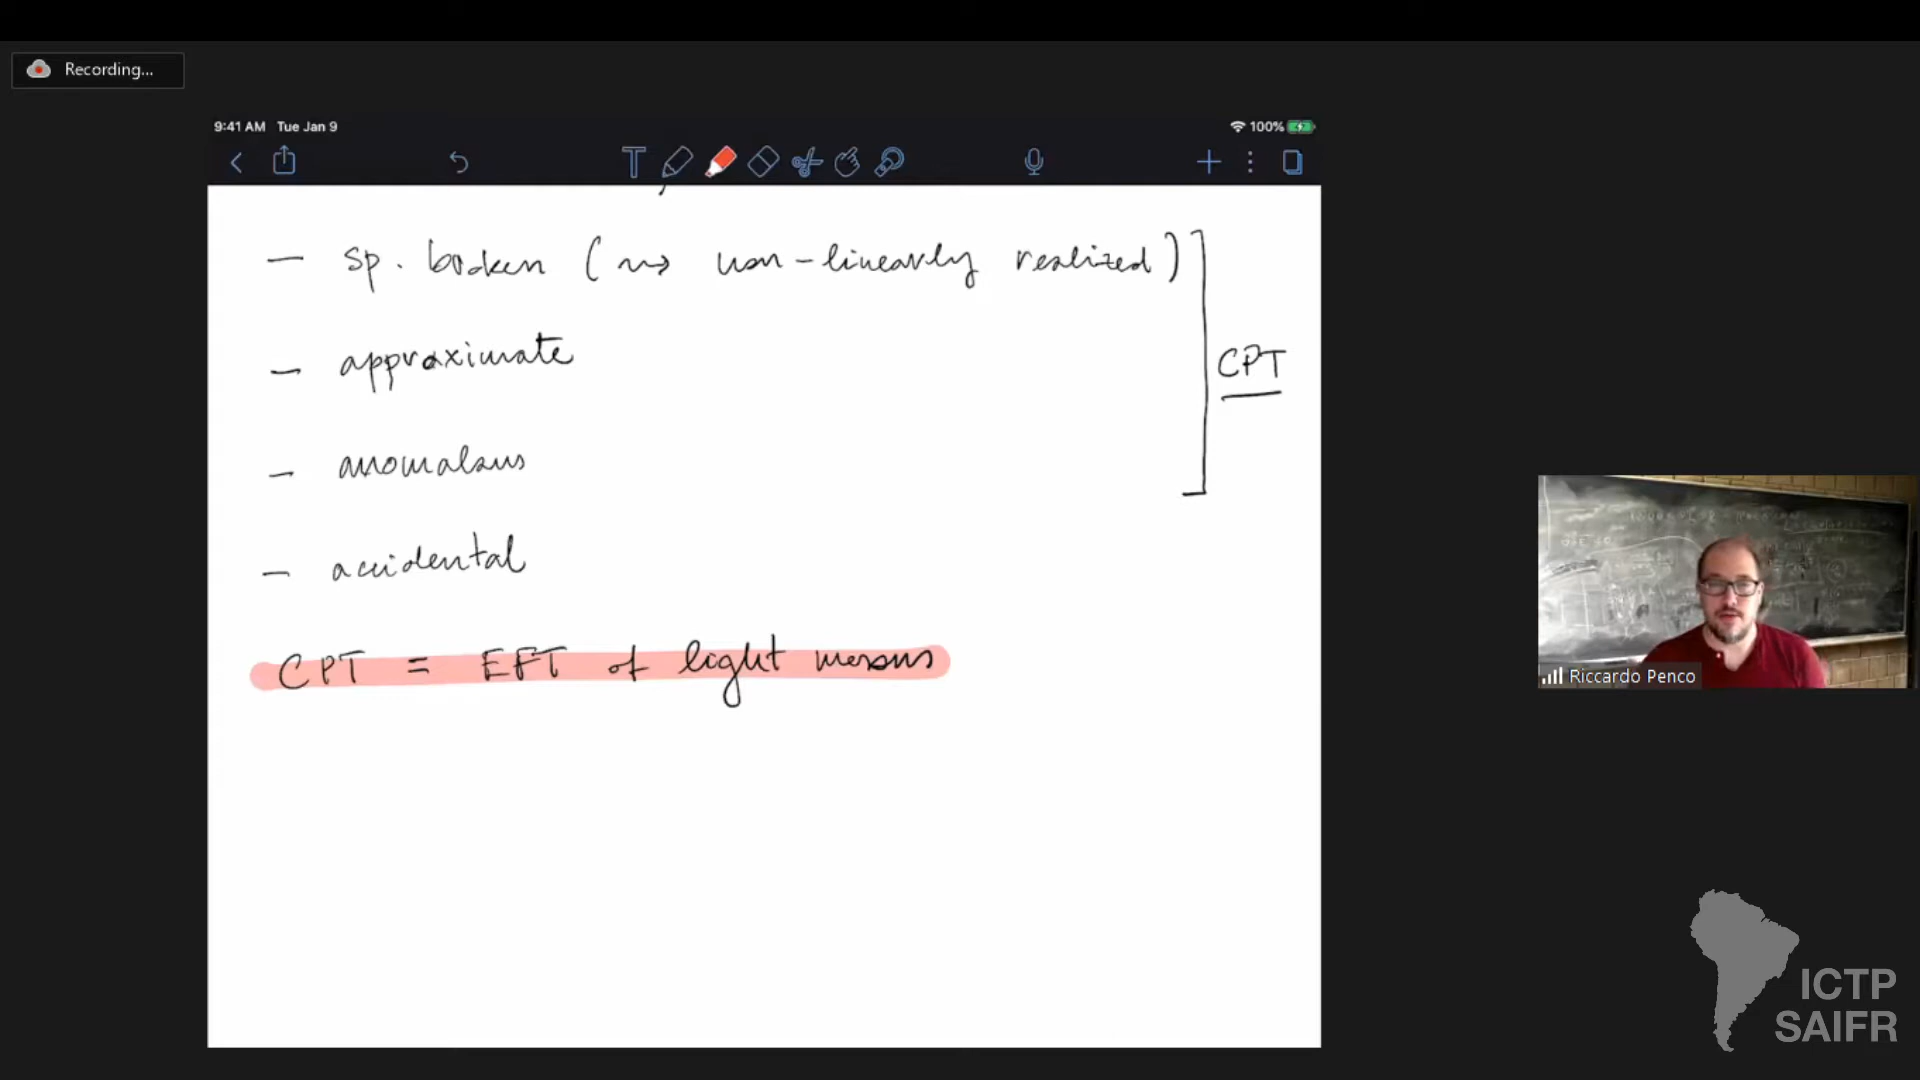 Recording...
9:41 AM Tue Jan 9
100%
— sp. broken (⇝ non-linearly realized)
— approximate
CPT
— anomalous
— accidental
CPT = EFT of light mesons
Riccardo Penco
ICTP
SAIFR